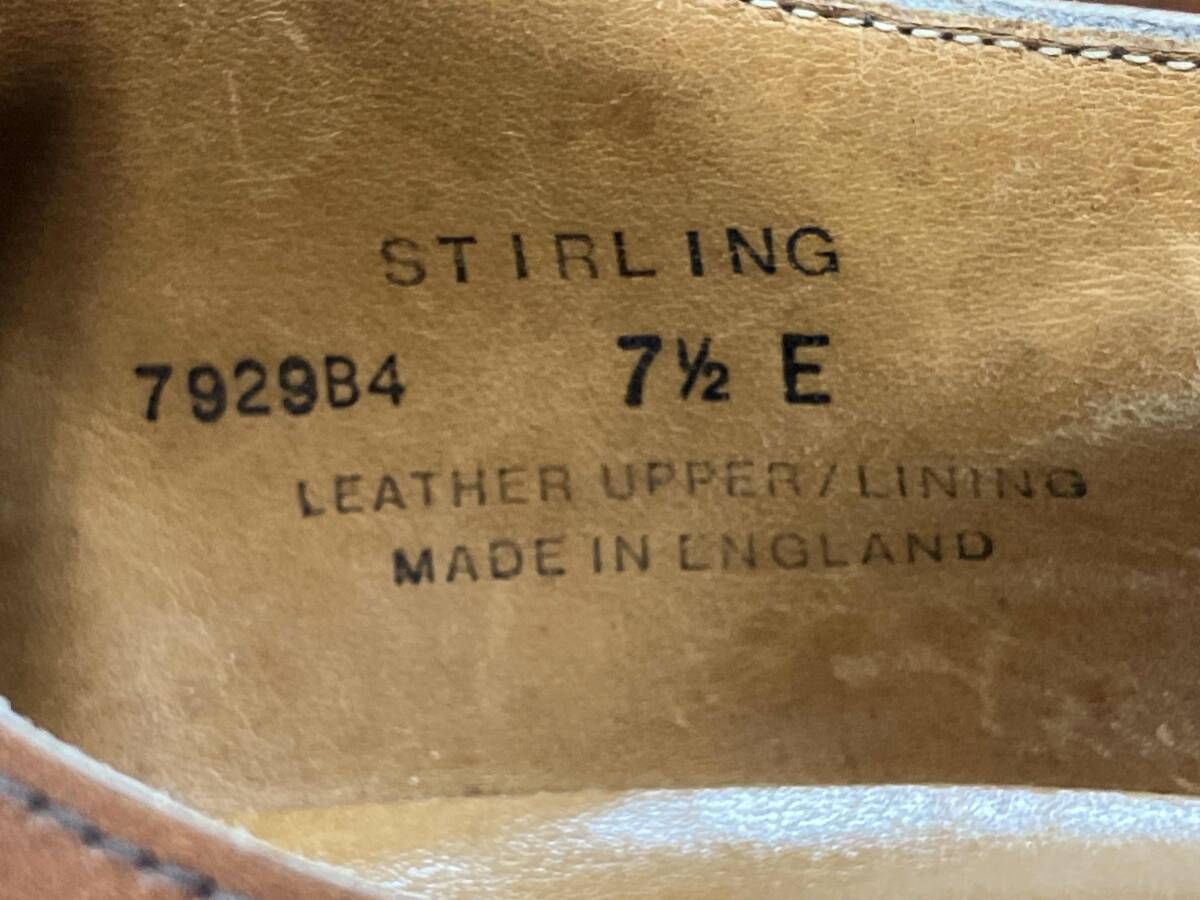 STIRLING
7929B4 7½ E
LEATHER UPPER/LINING
MADE IN ENGLAND